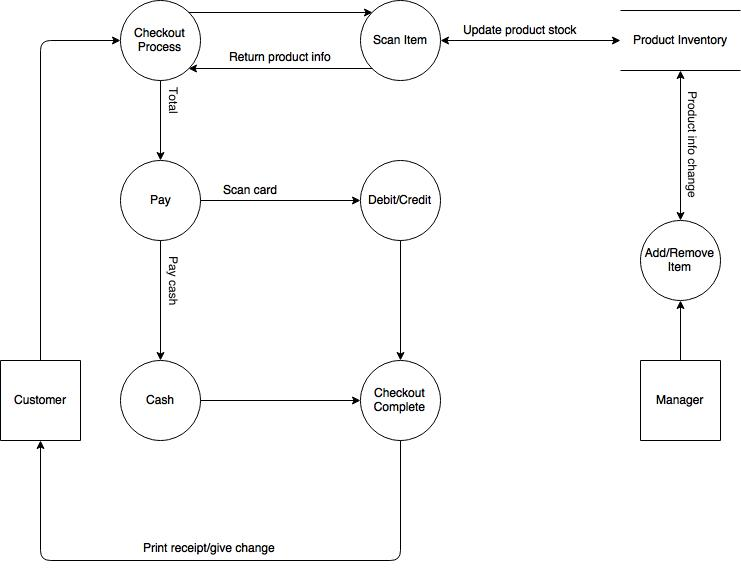 Checkout
Process
Scan Item
Update product stock
Product Inventory
Return product info
Total
Product info change
Pay
Scan card
Debit/Credit
Add/Remove
Item
Pay cash
Customer
Cash
Checkout
Complete
Manager
Print receipt/give change